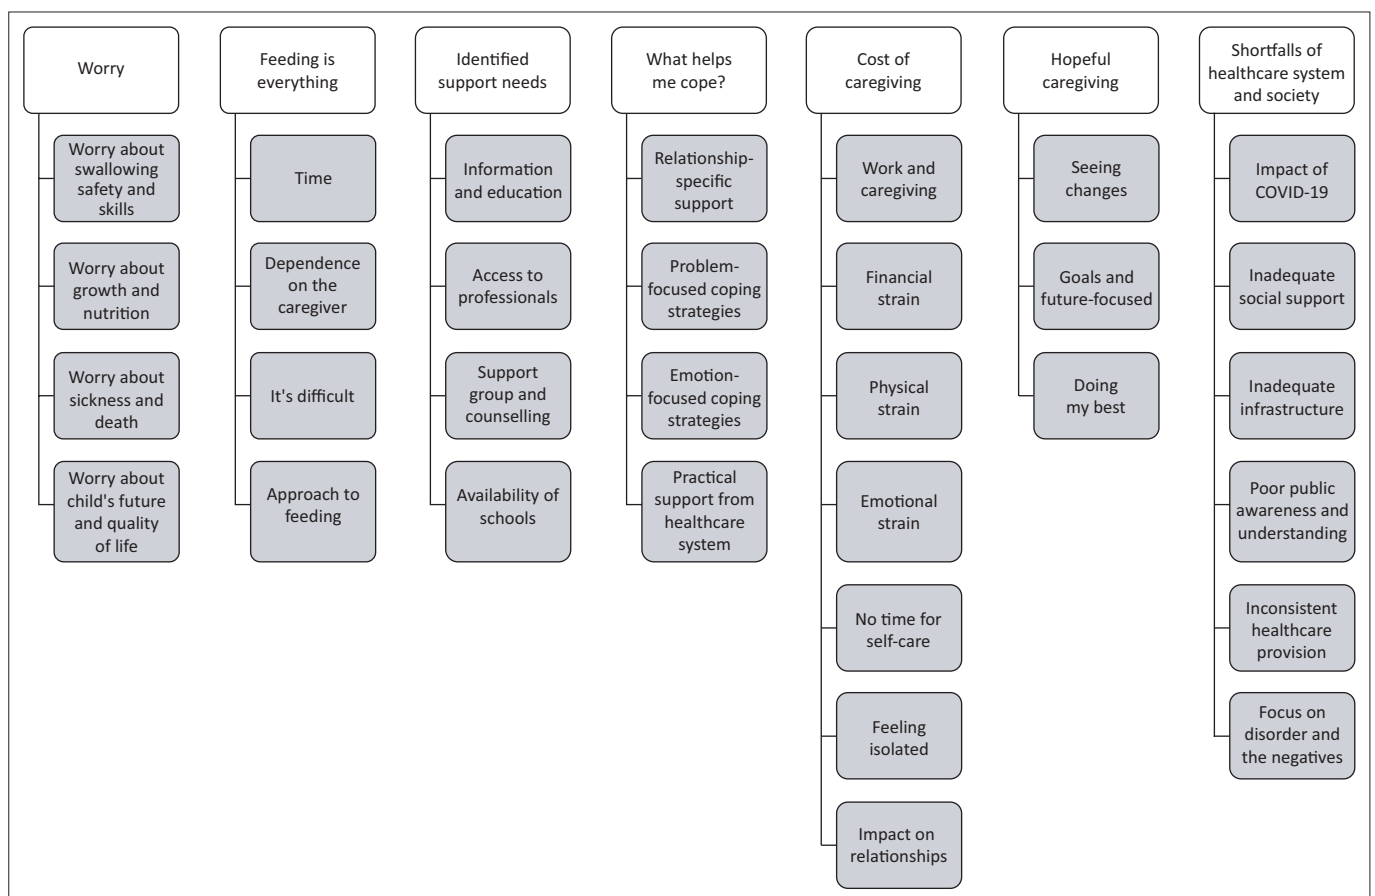 Worry
Worry about
swallowing
safety and
skills
Worry about
growth and
nutrition
Worry about
sickness and
death
Worry about
child's future
and quality
of life
Feeding is
everything
Time
Dependence
on the
caregiver
It's difficult
Approach to
feeding
Identified
support needs
Information
and education
Access to
professionals
Support
group and
counselling
Availability of
schools
What helps
me cope?
Relationship-
specific
support
Problem-
focused coping
strategies
Emotion-
focused coping
strategies
Practical
support from
healthcare
system
Cost of
caregiving
Work and
caregiving
Financial
strain
Physical
strain
Emotional
strain
No time for
self-care
Feeling
isolated
Impact on
relationships
Hopeful
caregiving
Seeing
changes
Goals and
future-focused
Doing
my best
Shortfalls of
healthcare system
and society
Impact of
COVID-19
Inadequate
social support
Inadequate
infrastructure
Poor public
awareness and
understanding
Inconsistent
healthcare
provision
Focus on
disorder and
the negatives